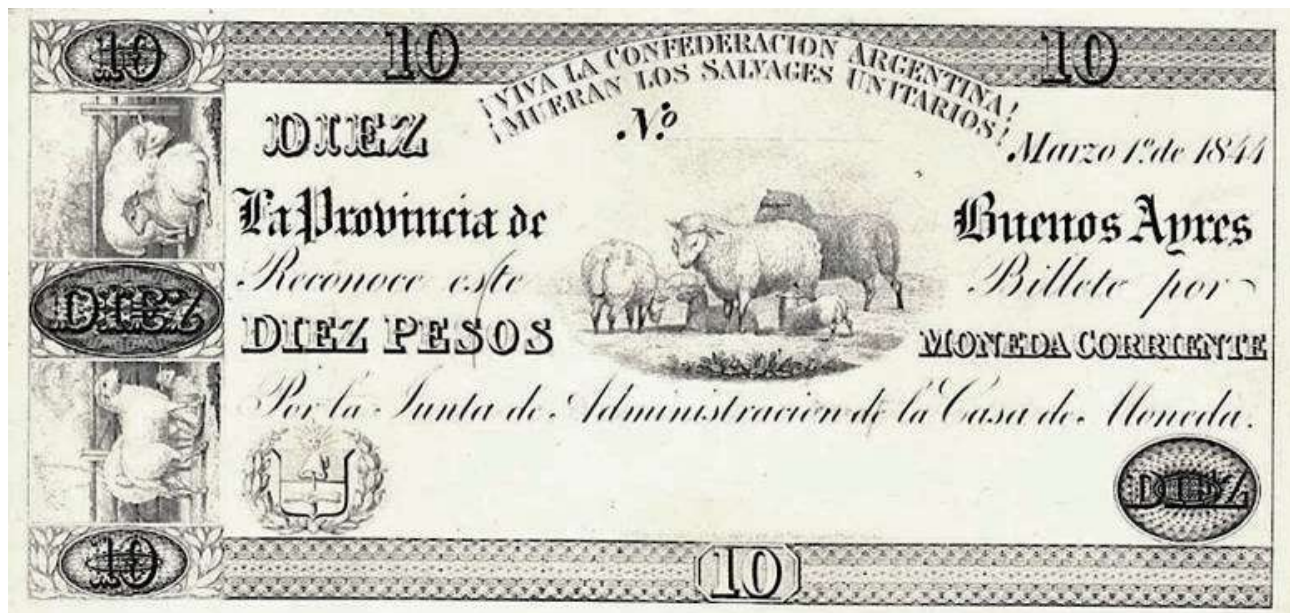 10 10 10
¡VIVA LA CONFEDERACION ARGENTINA!
¡MUERAN LOS SALVAGES UNITARIOS!
DIEZ Nº Marzo 1º de 1844
La Provincia de Buenos Ayres
Reconoce este Billete por
DIEZ
DIEZ PESOS MONEDA CORRIENTE
Por la Junta de Administracion de la Casa de Moneda.
DIEZ
10 10